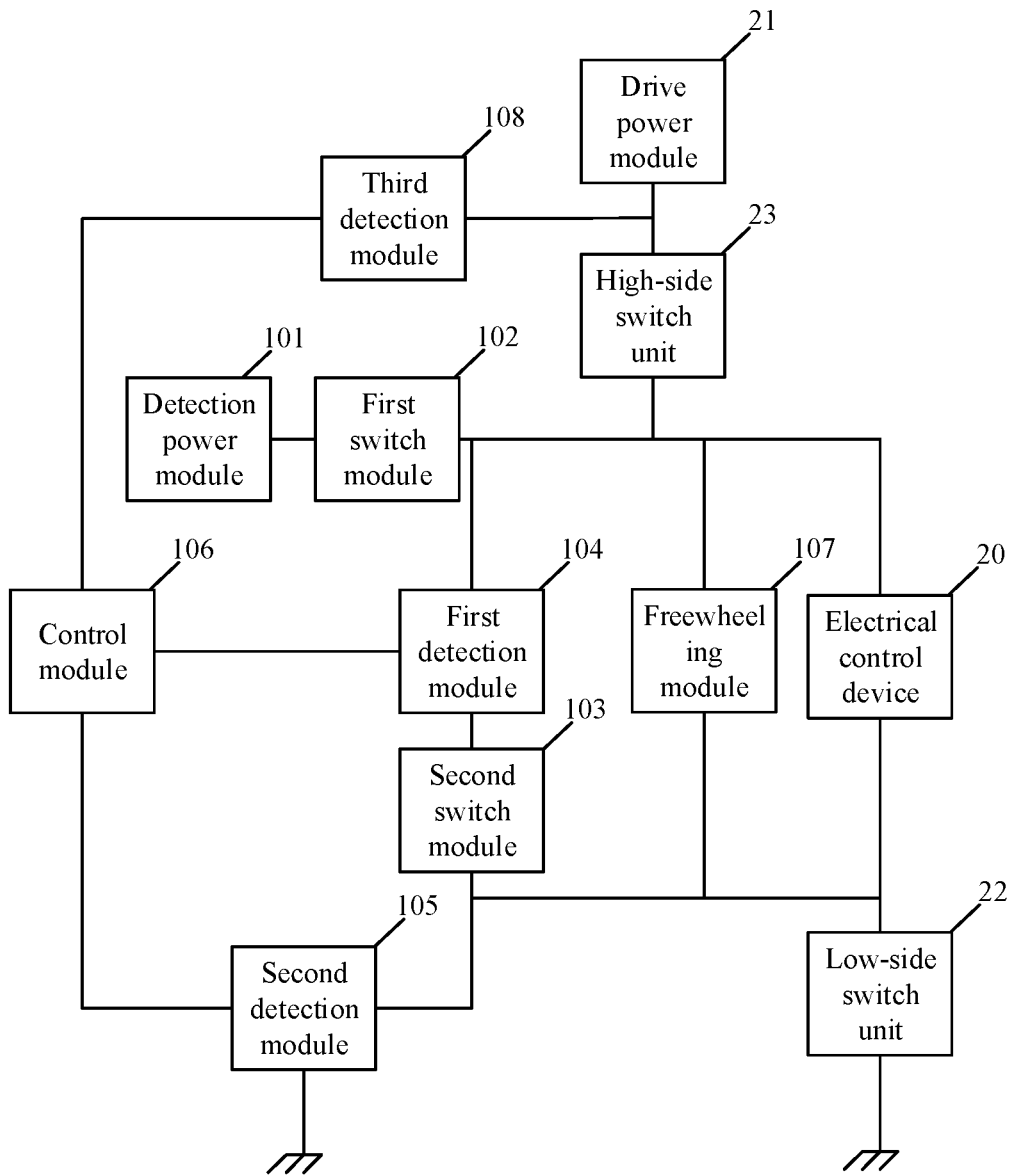 21
Drive
power
module
108
Third
detection
module
23
High-side
switch
unit
101
Detection
power
module
102
First
switch
module
106
Control
module
104
First
detection
module
107
Freewheel
ing
module
20
Electrical
control
device
103
Second
switch
module
105
Second
detection
module
22
Low-side
switch
unit